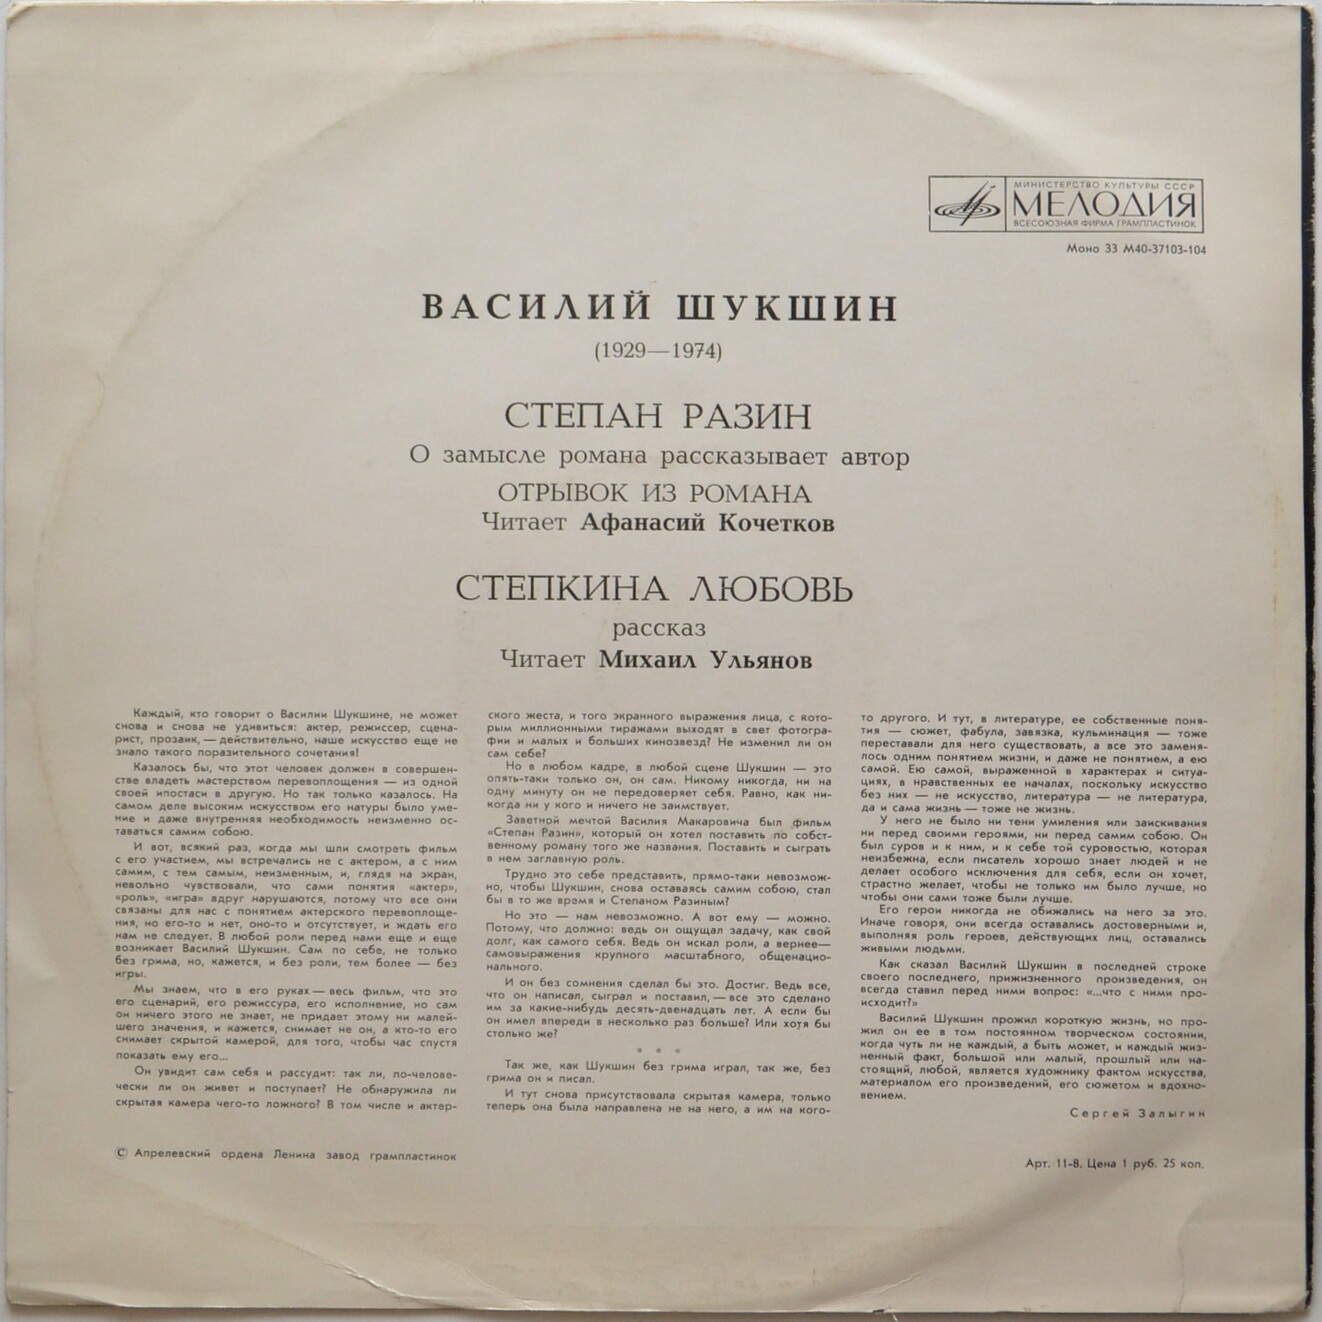 МИНИСТЕРСТВО КУЛЬТУРЫ СССР
МЕЛОДИЯ
ВСЕСОЮЗНАЯ ФИРМА ГРАМПЛАСТИНОК
Моно 33 М40-37103-104
ВАСИЛИЙ ШУКШИН
(1929—1974)
СТЕПАН РАЗИН
О замысле романа рассказывает автор
ОТРЫВОК ИЗ РОМАНА
Читает Афанасий Кочетков
СТЕПКИНА ЛЮБОВЬ
рассказ
Читает Михаил Ульянов
Каждый, кто говорит о Василии Шукшине, не может
снова и снова не удивиться: актер, режиссер, сцена-
рист, прозаик, — действительно, наше искусство еще не
знало такого поразительного сочетания!
Казалось бы, что этот человек должен в совершен-
стве владеть мастерством перевоплощения — из одной
своей ипостаси в другую. Но так только казалось. На
самом деле высоким искусством его натуры было уме-
ние и даже внутренняя необходимость неизменно ос-
таваться самим собою.
И вот, всякий раз, когда мы шли смотреть фильм
с его участием, мы встречались не с актером, а с ним
самим, с тем самым, неизменным, и, глядя на экран,
невольно чувствовали, что сами понятия «актер»,
«роль», «игра» вдруг нарушаются, потому что все они
связаны для нас с понятием актерского перевоплоще-
ния, но его-то и нет, оно-то и отсутствует, и ждать его
нам не следует. В любой роли перед нами еще и еще
возникает Василий Шукшин. Сам по себе, не только
без грима, но, кажется, и без роли, тем более — без
игры.
Мы знаем, что в его руках — весь фильм, что это
его сценарий, его режиссура, его исполнение, но сам
он ничего этого не знает, не придает этому ни малей-
шего значения, и кажется, снимает не он, а кто-то его
снимает скрытой камерой, для того, чтобы час спустя
показать ему его...
Он увидит сам себя и рассудит: так ли, по-челове-
чески ли он живет и поступает? Не обнаружила ли
скрытая камера чего-то ложного? В том числе и актер-
ского жеста, и того экранного выражения лица, с кото-
рым миллионными тиражами выходят в свет фотогра-
фии и малых и больших кинозвезд? Не изменил ли он
сам себе?
Но в любом кадре, в любой сцене Шукшин — это
опять-таки только он, он сам. Никому никогда, ни на
одну минуту он не передоверяет себя. Равно, как ни-
когда ни у кого и ничего не заимствует.
Заветной мечтой Василия Макаровича был фильм
«Степан Разин», который он хотел поставить по собст-
венному роману того же названия. Поставить и сыграть
в нем заглавную роль.
Трудно это себе представить, прямо-таки невозмож-
но, чтобы Шукшин, снова оставаясь самим собою, стал
бы в то же время и Степаном Разиным?
Но это — нам невозможно. А вот ему — можно.
Потому, что должно: ведь он ощущал задачу, как свой
долг, как самого себя. Ведь он искал роли, а вернее—
самовыражения крупного масштабного, общенацио-
нального.
И он без сомнения сделал бы это. Достиг. Ведь все,
что он написал, сыграл и поставил, — все это сделано
им за какие-нибудь десять-двенадцать лет. А если бы
он имел впереди в несколько раз больше? Или хотя бы
столько же?
* * *
Так же, как Шукшин без грима играл, так же, без
грима он и писал.
И тут снова присутствовала скрытая камера, только
теперь она была направлена не на него, а им на кого-
то другого. И тут, в литературе, ее собственные поня-
тия — сюжет, фабула, завязка, кульминация — тоже
переставали для него существовать, а все это заменя-
лось одним понятием жизни, и даже не понятием, а ею
самой. Ею самой, выраженной в характерах и ситуа-
циях, в нравственных ее началах, поскольку искусство
без них — не искусство, литература — не литература,
да и сама жизнь — тоже не жизнь.
У него не было ни тени умиления или заискивания
ни перед своими героями, ни перед самим собою. Он
был суров и к ним, и к себе той суровостью, которая
неизбежна, если писатель хорошо знает людей и не
делает особого исключения для себя, если он хочет,
страстно желает, чтобы не только им было лучше, но
чтобы они сами тоже были лучше.
Его герои никогда не обижались на него за это.
Иначе говоря, они всегда оставались достоверными и,
выполняя роль героев, действующих лиц, оставались
живыми людьми.
Как сказал Василий Шукшин в последней строке
своего последнего, прижизненного произведения, он
всегда ставил перед ними вопрос: «...что с ними про-
исходит?»
Василий Шукшин прожил короткую жизнь, но про-
жил он ее в том постоянном творческом состоянии,
когда чуть ли не каждый, а быть может, и каждый жиз-
ненный факт, большой или малый, прошлый или на-
стоящий, любой, является художнику фактом искусства,
материалом его произведений, его сюжетом и вдохно-
вением.
Сергей Залыгин
© Апрелевский ордена Ленина завод грампластинок
Арт. 11-8. Цена 1 руб. 25 коп.